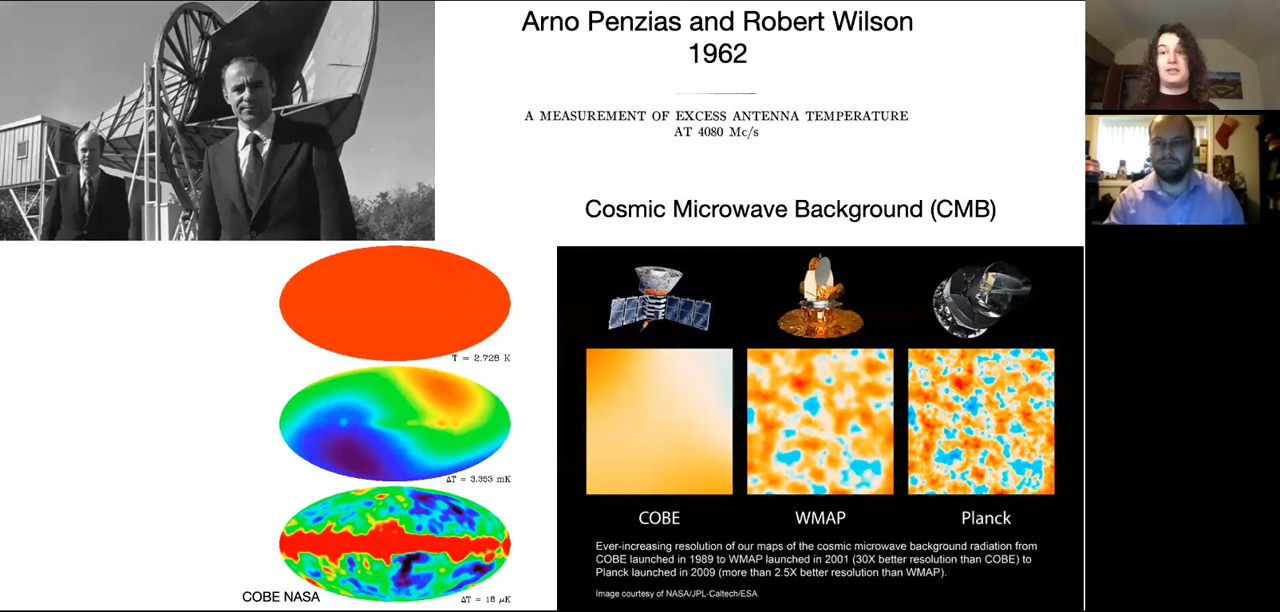 Arno Penzias and Robert Wilson
1962
A MEASUREMENT OF EXCESS ANTENNA TEMPERATURE
AT 4080 Mc/s
Cosmic Microwave Background (CMB)
T = 2.728 K
ΔT = 3.353 mK
ΔT = 18 µK
COBE NASA
COBE
WMAP
Planck
Ever-increasing resolution of our maps of the cosmic microwave background radiation from
COBE launched in 1989 to WMAP launched in 2001 (30X better resolution than COBE) to
Planck launched in 2009 (more than 2.5X better resolution than WMAP).
Image courtesy of NASA/JPL-Caltech/ESA